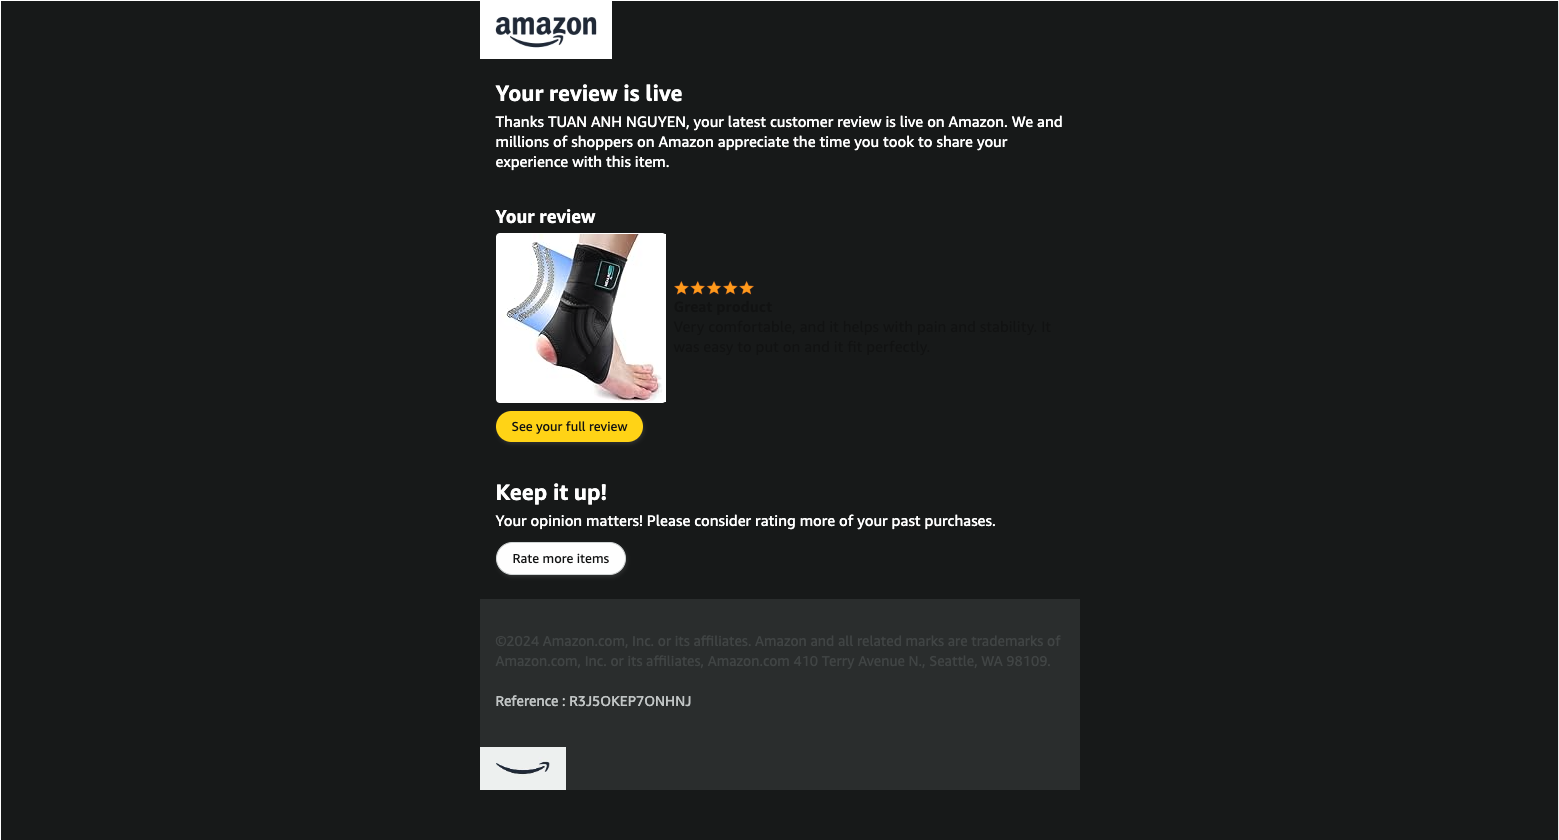 amazon
Your review is live
Thanks TUAN ANH NGUYEN, your latest customer review is live on Amazon. We and
millions of shoppers on Amazon appreciate the time you took to share your
experience with this item.
Your review
Great product
Very comfortable, and it helps with pain and stability. It
was easy to put on and it fit perfectly.
See your full review
Keep it up!
Your opinion matters! Please consider rating more of your past purchases.
Rate more items
©2024 Amazon.com, Inc. or its affiliates. Amazon and all related marks are trademarks of
Amazon.com, Inc. or its affiliates, Amazon.com 410 Terry Avenue N., Seattle, WA 98109.
Reference : R3J5OKEP7ONHNJ